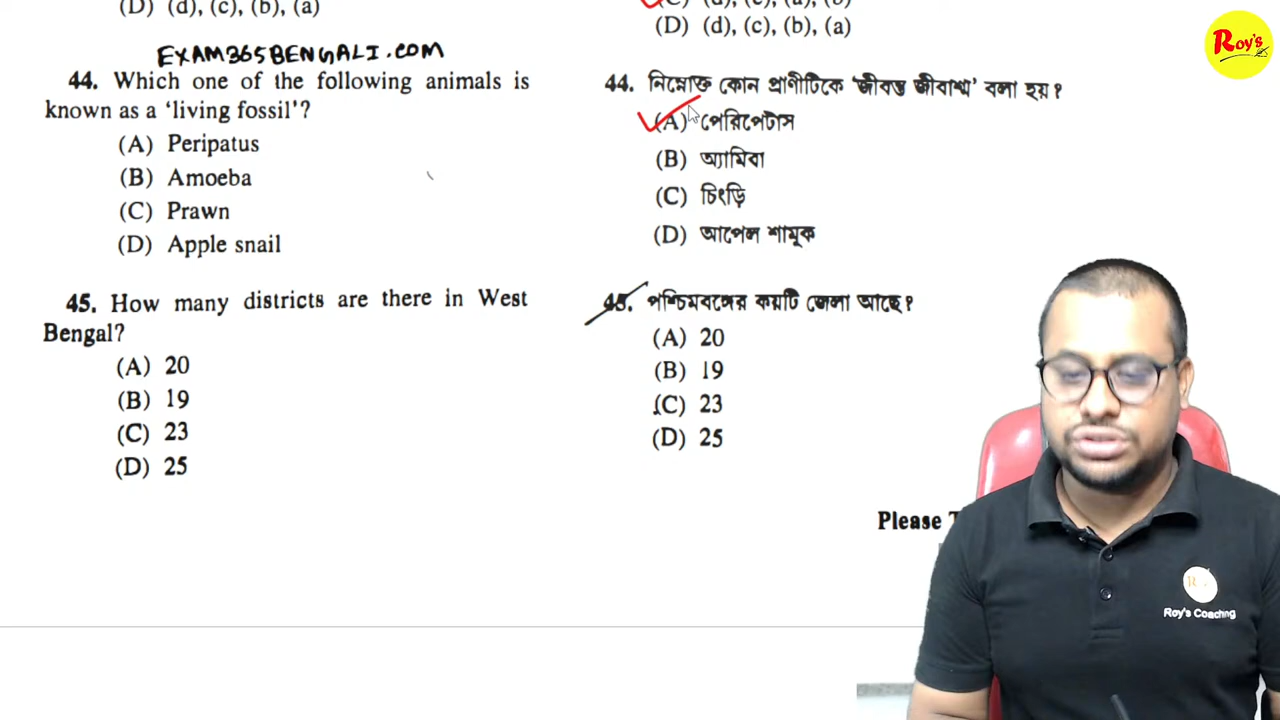 (D) (d), (c), (b), (a)
EXAM365BENGALI.COM
44. Which one of the following animals is
known as a ‘living fossil’?
(A) Peripatus
(B) Amoeba
(C) Prawn
(D) Apple snail
45. How many districts are there in West
Bengal?
(A) 20
(B) 19
(C) 23
(D) 25
(C) (d), (c), (a), (b)
(D) (d), (c), (b), (a)
44. নিম্নোক্ত কোন প্রাণীটিকে ‘জীবন্ত জীবাশ্ম’ বলা হয়?
(A) পেরিপেটাস
(B) অ্যামিবা
(C) চিংড়ি
(D) আপেল শামুক
45. পশ্চিমবঙ্গের কয়টি জেলা আছে?
(A) 20
(B) 19
(C) 23
(D) 25
Please
Roy's
Roy's Coaching